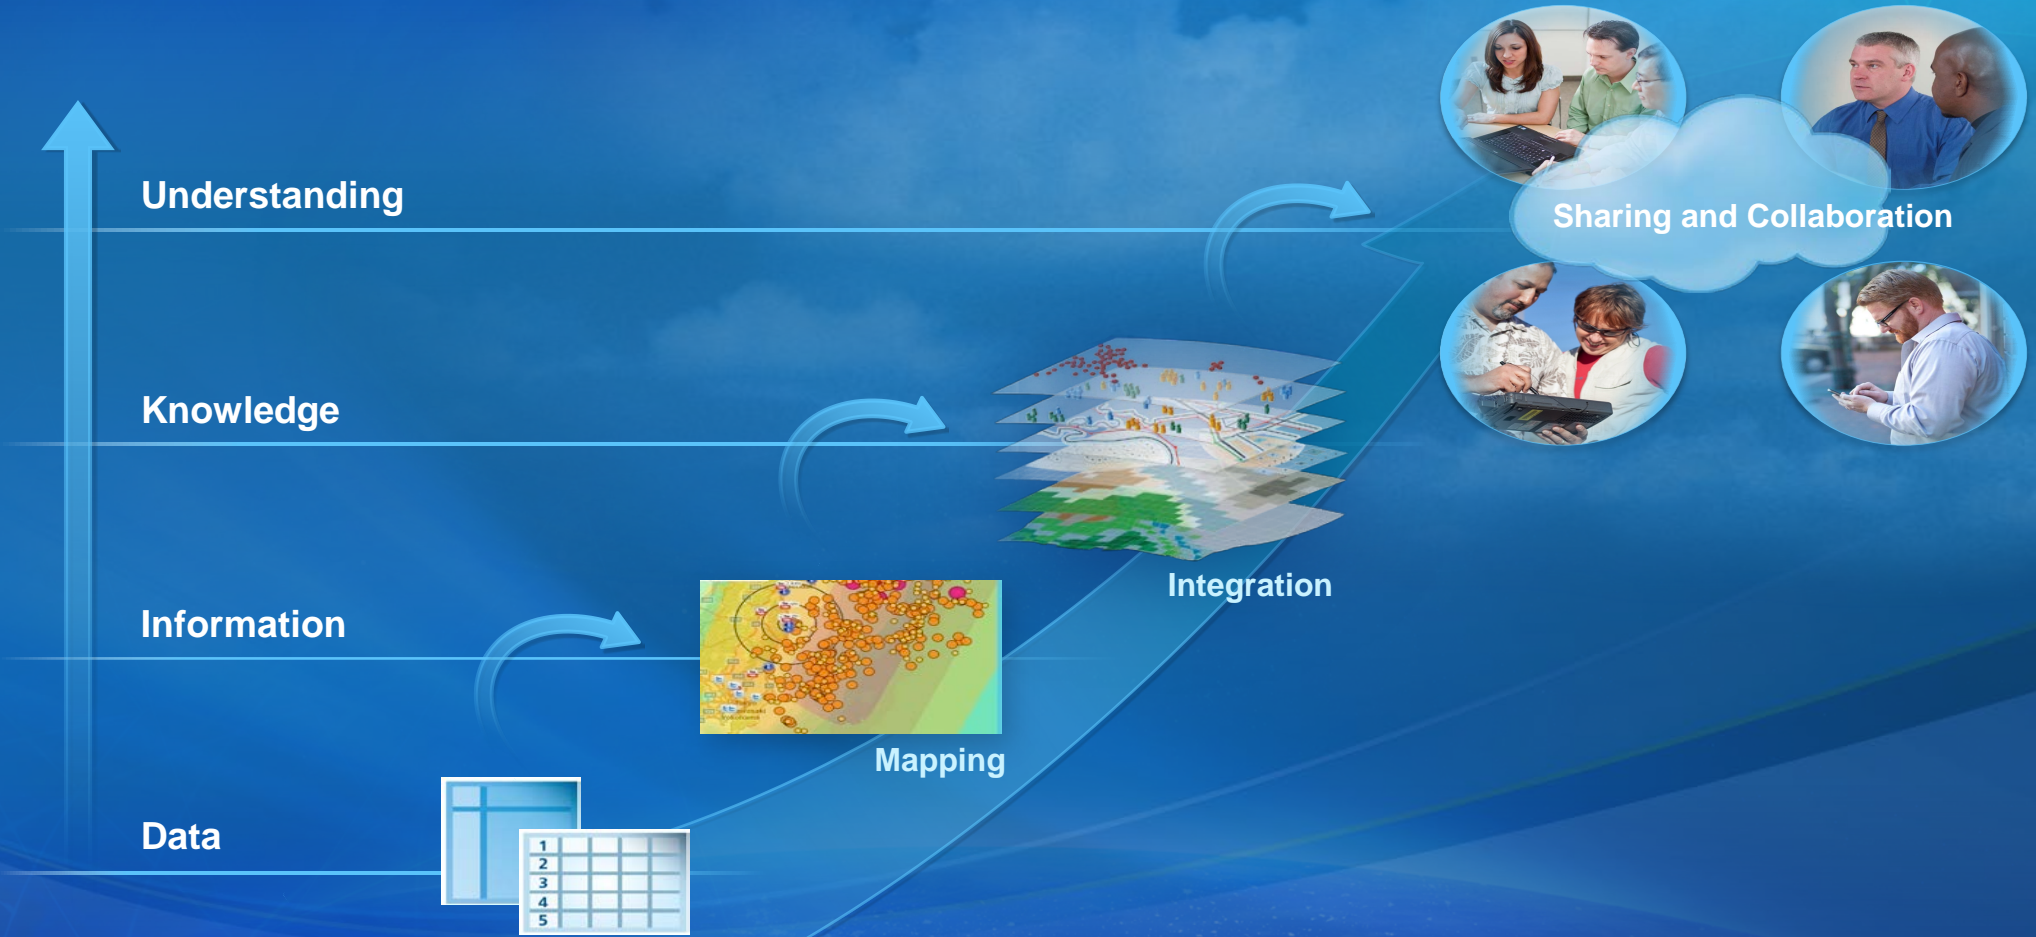 Understanding
Sharing and Collaboration
Knowledge
Integration
Information
Mapping
Data
1
2
3
4
5